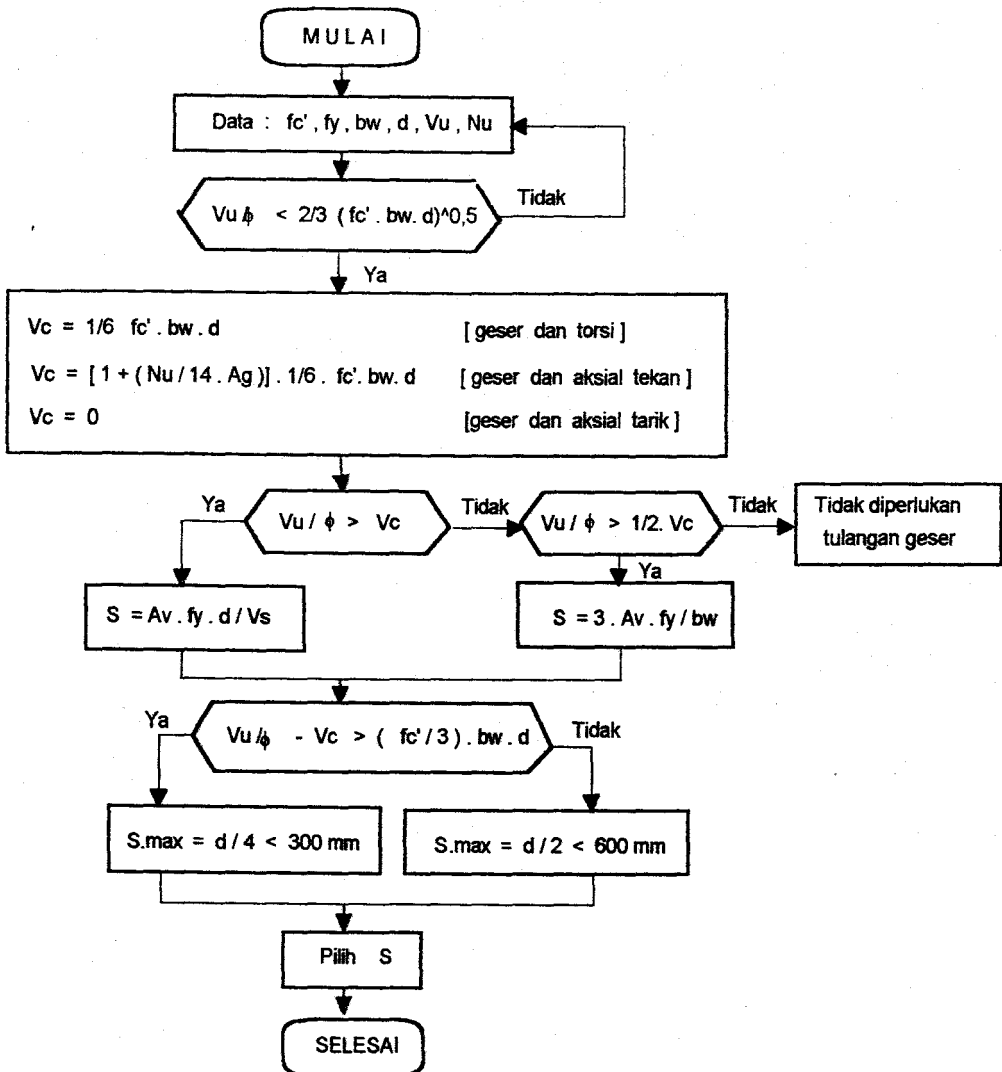 MULAI
Data : fc' , fy , bw , d , Vu , Nu
Vu/ϕ < 2/3 ( fc' . bw. d)^0,5
Tidak
Ya
Vc = 1/6 fc' . bw . d [ geser dan torsi ]
Vc = [ 1 + ( Nu / 14 . Ag )] . 1/6 . fc'. bw. d [ geser dan aksial tekan ]
Vc = 0 [geser dan aksial tarik ]
Ya
Vu / ϕ > Vc
Tidak
Vu / ϕ > 1/2. Vc
Tidak
Tidak diperlukan
tulangan geser
Ya
S = Av . fy . d / Vs
S = 3 . Av . fy / bw
Ya
Vu/ϕ - Vc > ( fc' / 3 ) . bw . d
Tidak
S.max = d / 4 < 300 mm
S.max = d / 2 < 600 mm
Pilih S
SELESAI